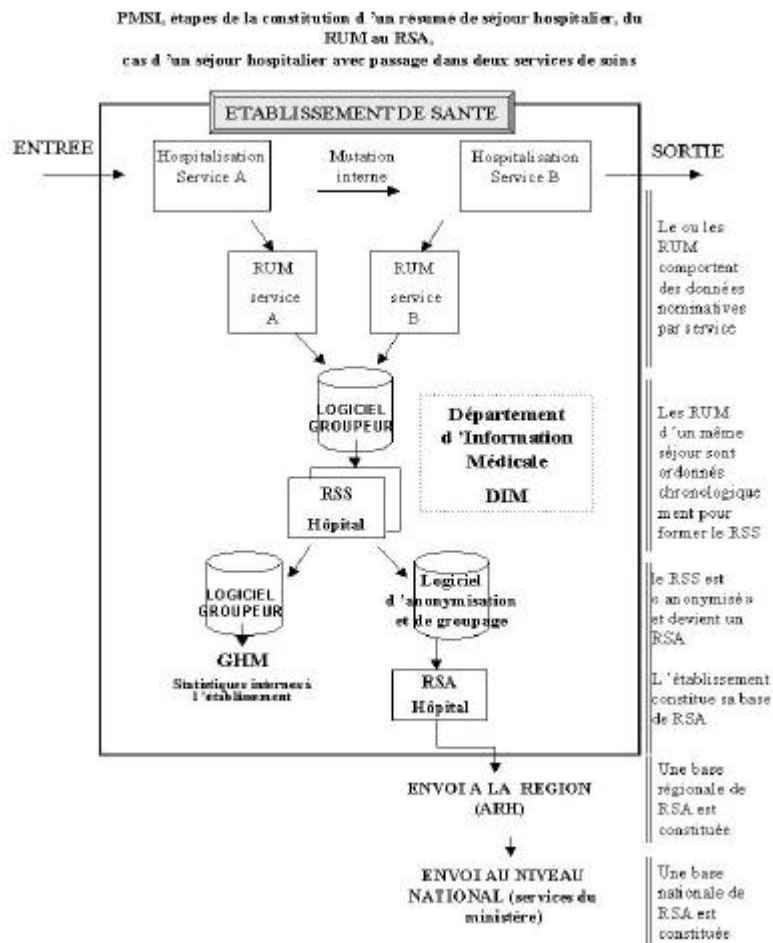 PMSI, étapes de la constitution d 'un résumé de séjour hospitalier, du
RUM au RSA,
cas d 'un séjour hospitalier avec passage dans deux services de soins
ETABLISSEMENT DE SANTE
ENTREE
Hospitalisation
Service A
Mutation
interne
Hospitalisation
Service B
SORTIE
RUM
service
A
RUM
service
B
Le ou les
RUM
comportent
des données
nominatives
par service
LOGICIEL
GROUPEUR
Département
d 'Information
Médicale
DIM
RSS
Hôpital
Les RUM
d 'un même
séjour sont
ordonnés
chronologique
ment pour
former le RSS
LOGICIEL
GROUPEUR
Logiciel
d 'anonymisation
et de groupage
GHM
Statistiques internes à
l 'établissement
RSA
Hôpital
le RSS est
« anonymisé »
et devient un
RSA
L 'établissement
constitue sa base
de RSA
ENVOI A LA REGION
(ARH)
Une base
régionale de
RSA est
constituée
ENVOI AU NIVEAU
NATIONAL (services du
ministère)
Une base
nationale de
RSA est
constituée